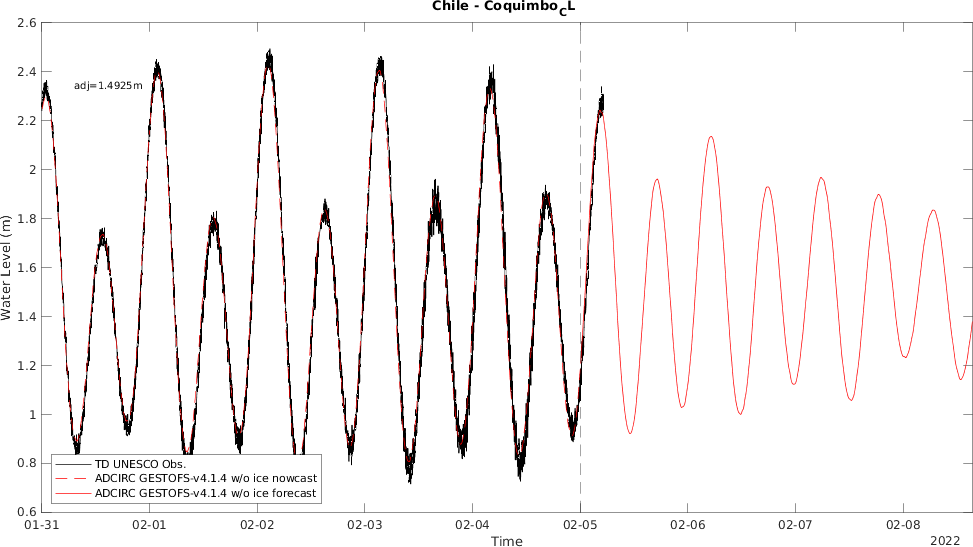 Chile - Coquimbo_CL
2.6
2.4
adj=1.4925m
2.2
2
1.8
1.6
1.4
1.2
1
0.8
0.6
Water Level (m)
TD UNESCO Obs.
ADCIRC GESTOFS-v4.1.4 w/o ice nowcast
ADCIRC GESTOFS-v4.1.4 w/o ice forecast
01-31 02-01 02-02 02-03 02-04 02-05 02-06 02-07 02-08
Time
2022